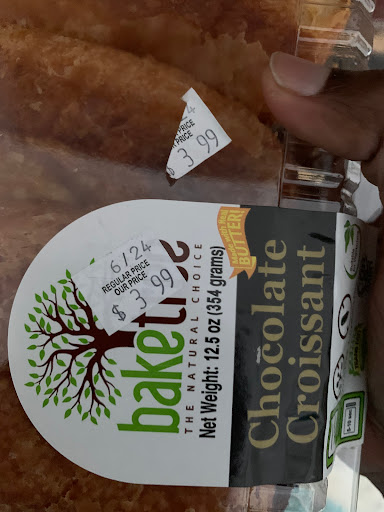 PRICE
PRICE
$ 3 99
6/24
REGULAR PRICE
OUR PRICE
$ 3 99
bake
THE NATURAL CHOICE
Net Weight: 12.5 oz (354 grams)
BUTTER!
Chocolate
Croissant